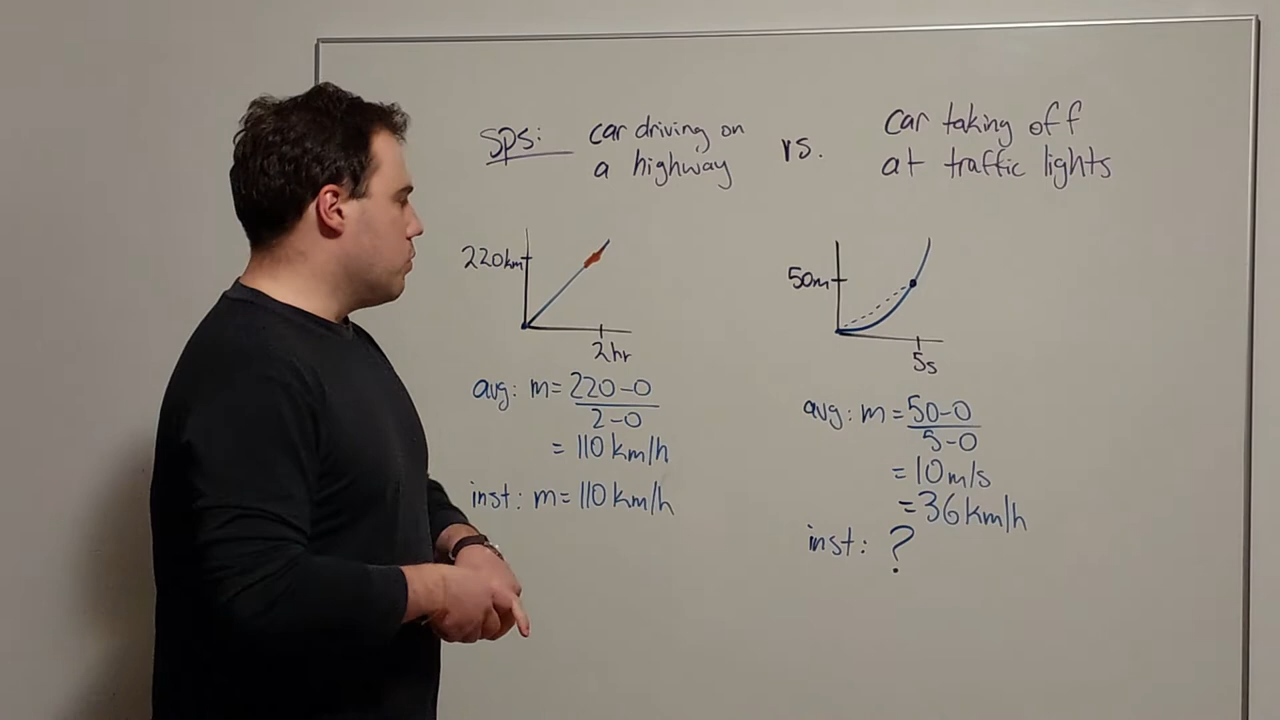 sps: car driving on
a highway
vs.
car taking off
at traffic lights
220km
2hr
avg: m = 220-0
2-0
= 110 km/h
inst: m = 110 km/h
50m
5s
avg: m = 50-0
5-0
= 10m/s
= 36 km/h
inst: ?